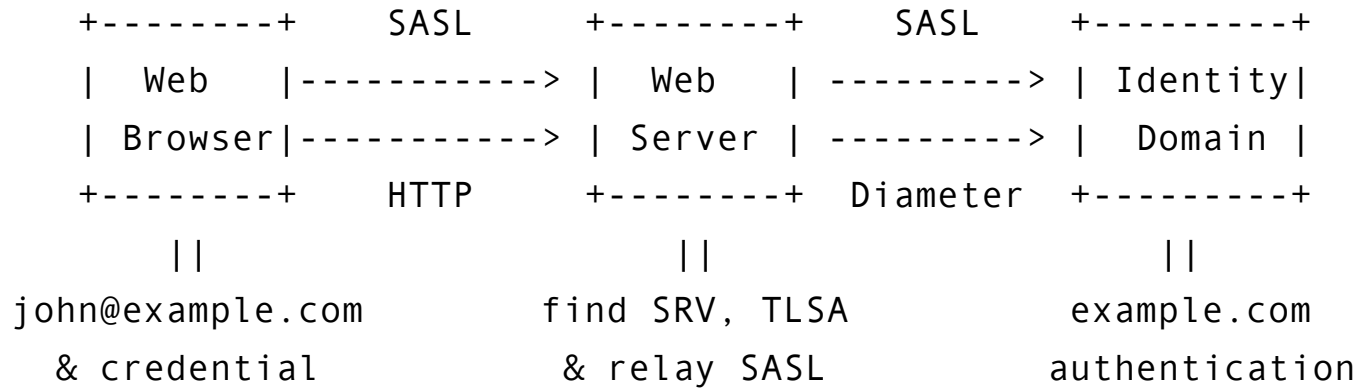 +--------+    SASL    +--------+    SASL    +---------+
|  Web   |-----------> |  Web   | ---------> | Identity|
| Browser|-----------> | Server | ---------> |  Domain |
+--------+    HTTP    +--------+  Diameter  +---------+
||                     ||                     ||
john@example.com         find SRV, TLSA          example.com
& credential            & relay SASL          authentication